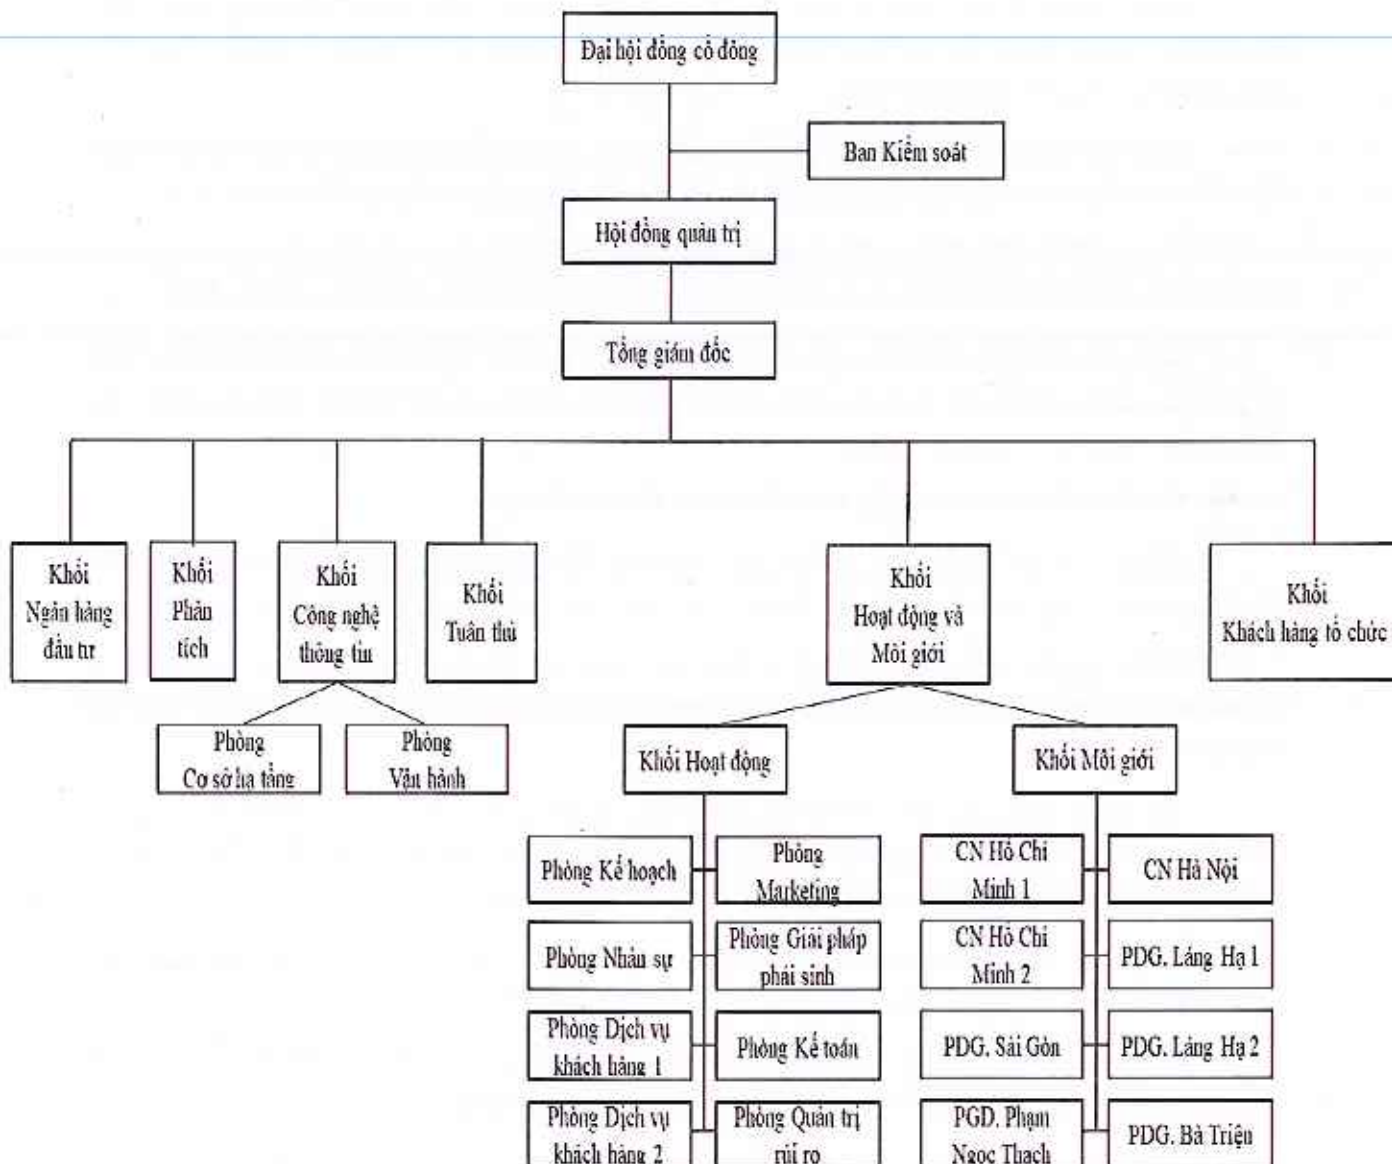 Đại hội đồng cổ đông
Ban Kiểm soát
Hội đồng quản trị
Tổng giám đốc
Khối
Ngân hàng
đầu tư
Khối
Phân
tích
Khối
Công nghệ
thông tin
Khối
Tuân thủ
Khối
Hoạt động và
Môi giới
Khối
Khách hàng tổ chức
Phòng
Cơ sở hạ tầng
Phòng
Vận hành
Khối Hoạt động
Khối Môi giới
Phòng Kế hoạch
Phòng
Marketing
CN Hồ Chí
Minh 1
CN Hà Nội
Phòng Nhân sự
Phòng Giải pháp
phái sinh
CN Hồ Chí
Minh 2
PDG. Láng Hạ 1
Phòng Dịch vụ
khách hàng 1
Phòng Kế toán
PDG. Sài Gòn
PDG. Láng Hạ 2
Phòng Dịch vụ
khách hàng 2
Phòng Quản trị
rủi ro
PGD. Phạm
Ngọc Thạch
PDG. Bà Triệu